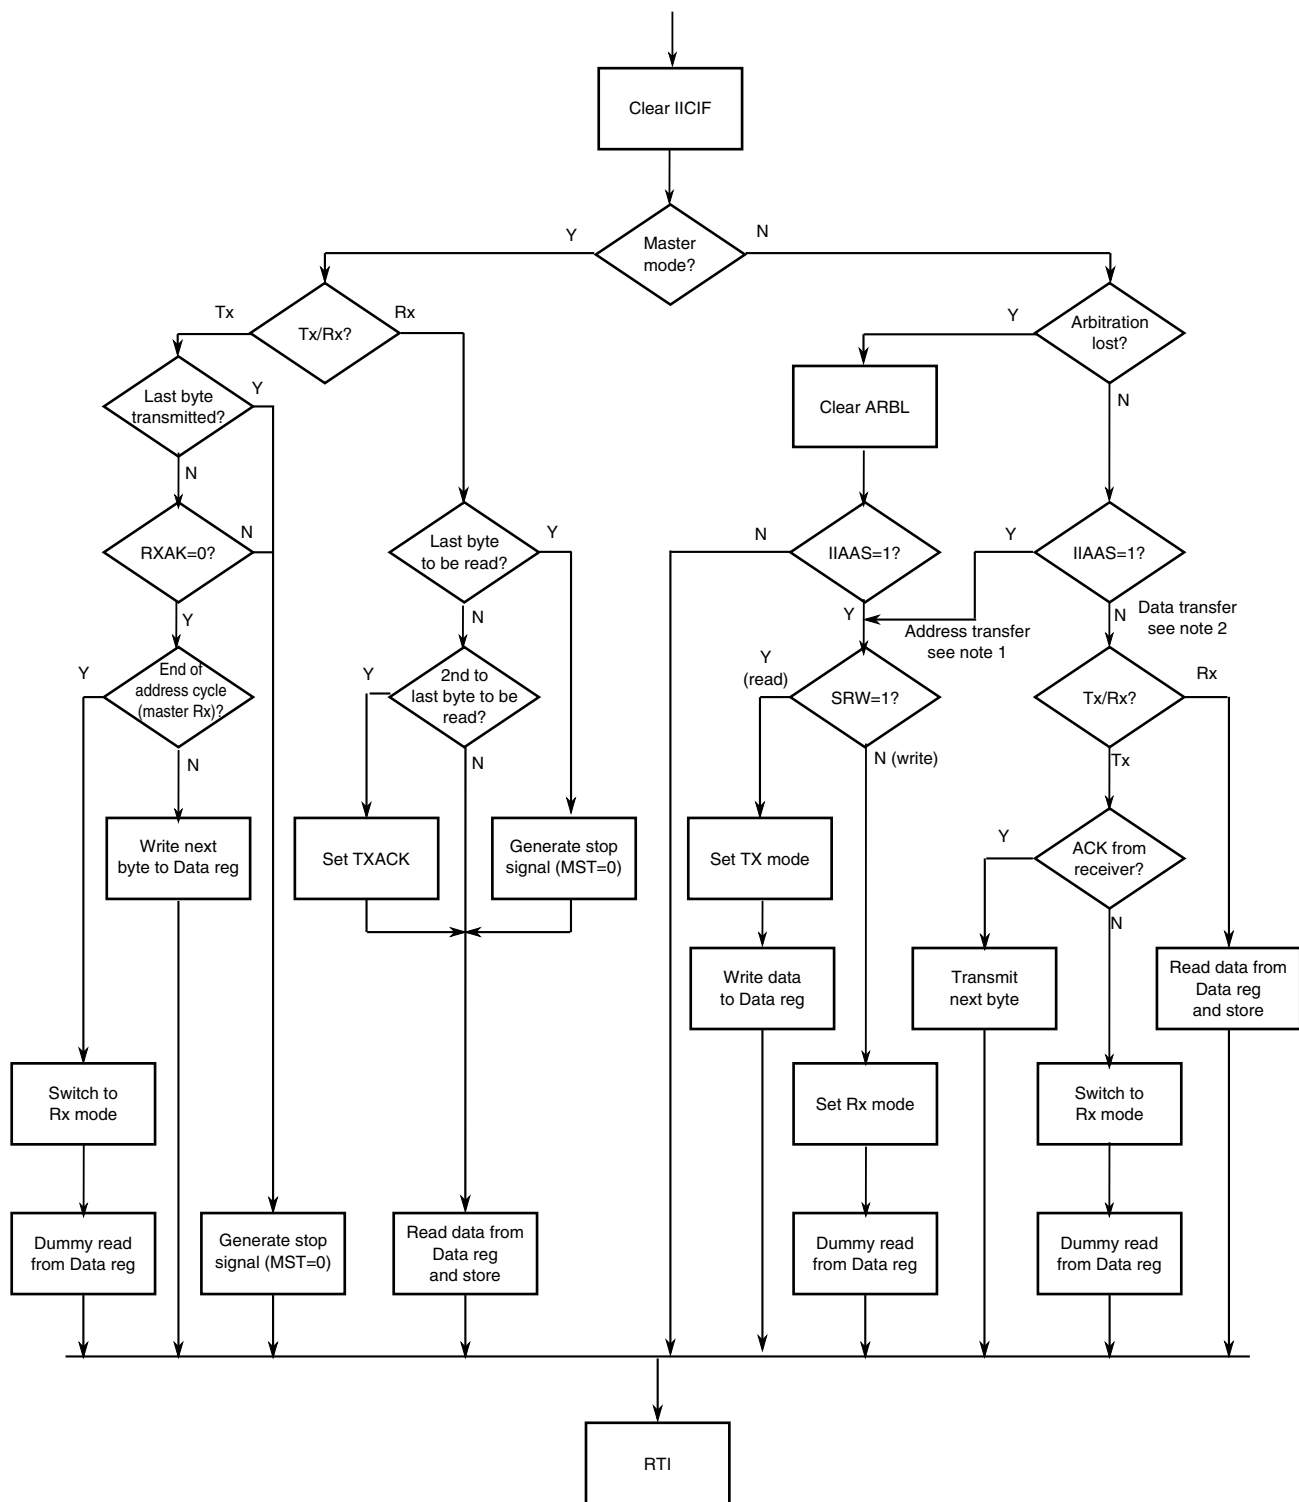 Clear IICIF
Y
N
Master
mode?
Tx
Rx
Tx/Rx?
Y
Arbitration
lost?
Last byte
transmitted?
Y
Clear ARBL
N
N
RXAK=0?
N
Last byte
to be read?
Y
N
IIAAS=1?
Y
IIAAS=1?
Y
N
Y
Address transfer
see note 1
N
Data transfer
see note 2
Y
End of
address cycle
(master Rx)?
Y
2nd to
last byte to be
read?
Y
(read)
SRW=1?
Tx/Rx?
Rx
N
N
N (write)
Tx
Write next
byte to Data reg
Set TXACK
Generate stop
signal (MST=0)
Set TX mode
Y
ACK from
receiver?
N
Write data
to Data reg
Transmit
next byte
Read data from
Data reg
and store
Switch to
Rx mode
Set Rx mode
Switch to
Rx mode
Dummy read
from Data reg
Generate stop
signal (MST=0)
Read data from
Data reg
and store
Dummy read
from Data reg
Dummy read
from Data reg
RTI